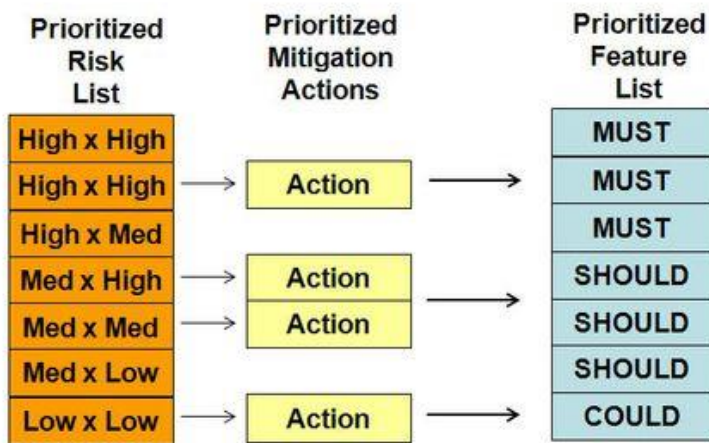 Prioritized
Risk
List
Prioritized
Mitigation
Actions
Prioritized
Feature
List
High x High
High x High
High x Med
Med x High
Med x Med
Med x Low
Low x Low
Action
Action
Action
Action
MUST
MUST
MUST
SHOULD
SHOULD
SHOULD
COULD